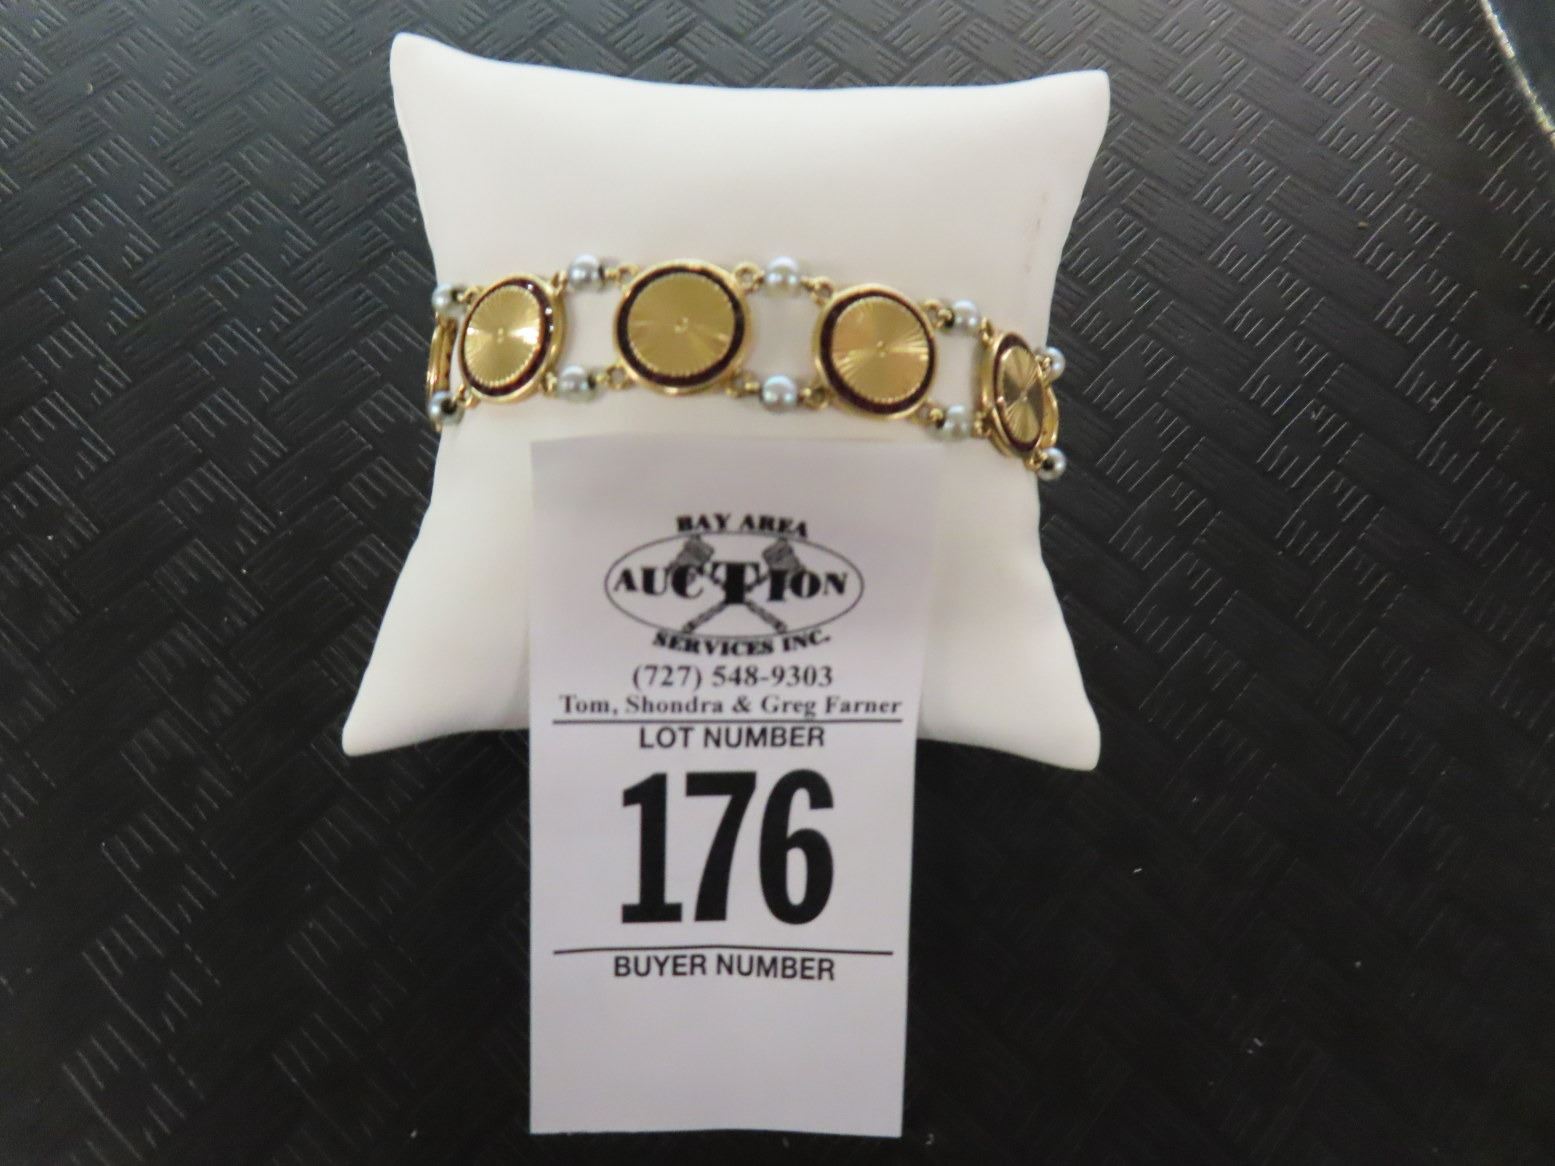 BAY AREA
AUCTION
SERVICES INC.
(727) 548-9303
Tom, Shondra & Greg Farner
LOT NUMBER
176
BUYER NUMBER